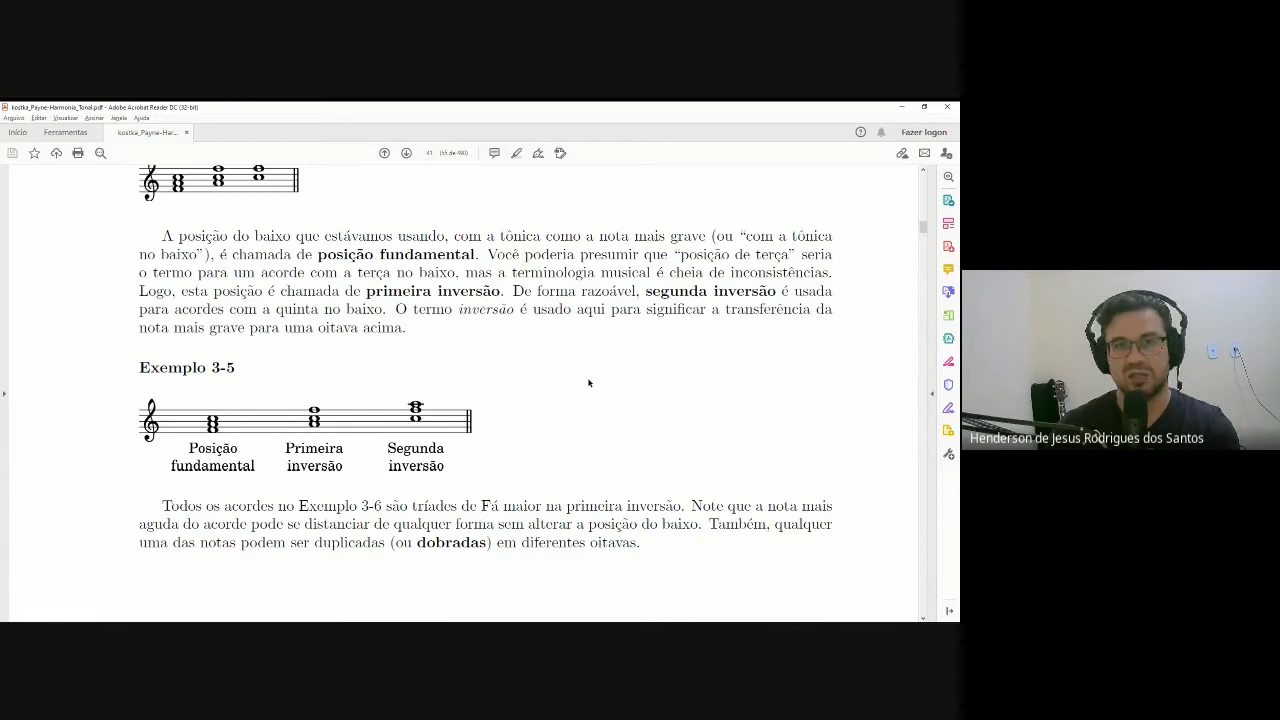 kostka_Payne-Harmonia_Tonal.pdf - Adobe Acrobat Reader DC (32-bit)
Arquivo Editar Visualizar Assinar Janela Ajuda
Início Ferramentas kostka_Payne-Har... × Fazer logon
41 (55 de 490)
A posição do baixo que estávamos usando, com a tônica como a nota mais grave (ou “com a tônica
no baixo”), é chamada de posição fundamental. Você poderia presumir que “posição de terça” seria
o termo para um acorde com a terça no baixo, mas a terminologia musical é cheia de inconsistências.
Logo, esta posição é chamada de primeira inversão. De forma razoável, segunda inversão é usada
para acordes com a quinta no baixo. O termo inversão é usado aqui para significar a transferência da
nota mais grave para uma oitava acima.
Exemplo 3-5
Posição Primeira Segunda
fundamental inversão inversão
Todos os acordes no Exemplo 3-6 são tríades de Fá maior na primeira inversão. Note que a nota mais
aguda do acorde pode se distanciar de qualquer forma sem alterar a posição do baixo. Também, qualquer
uma das notas podem ser duplicadas (ou dobradas) em diferentes oitavas.
Henderson de Jesus Rodrigues dos Santos